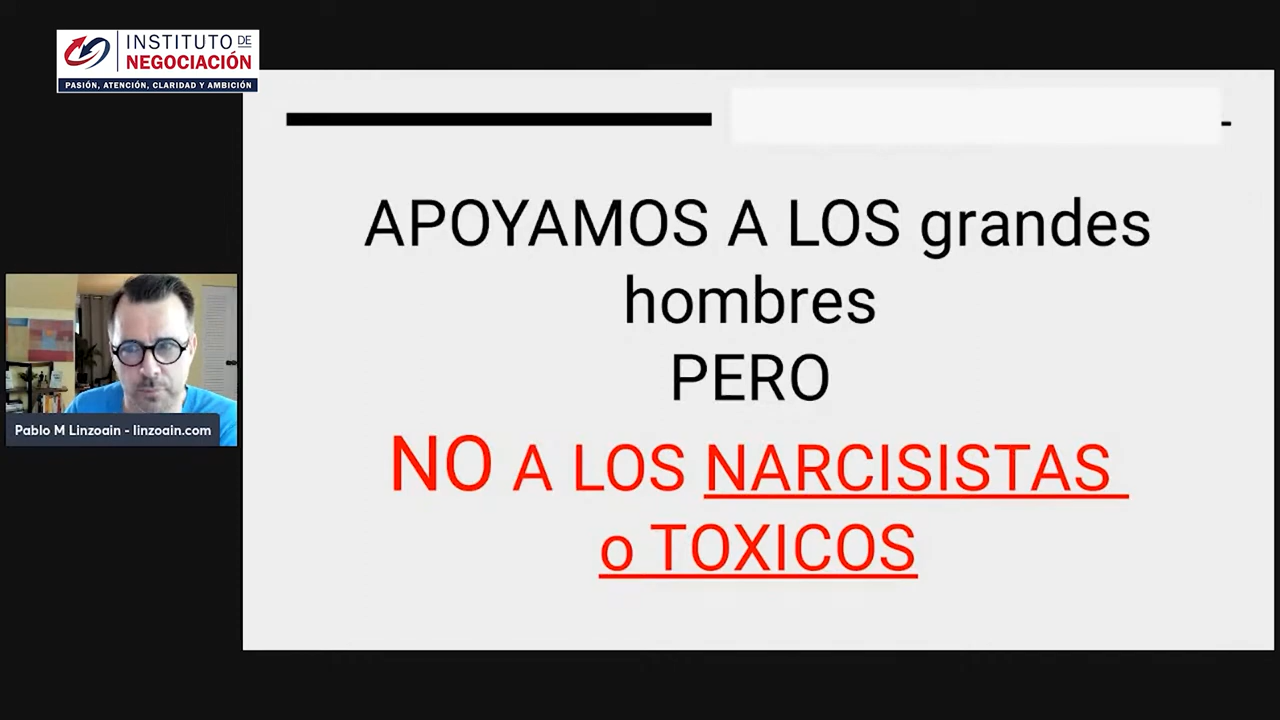 INSTITUTO DE
NEGOCIACIÓN
PASIÓN, ATENCIÓN, CLARIDAD Y AMBICIÓN
APOYAMOS A LOS grandes
hombres
PERO
NO A LOS NARCISISTAS
o TOXICOS
Pablo M Linzoain - linzoain.com